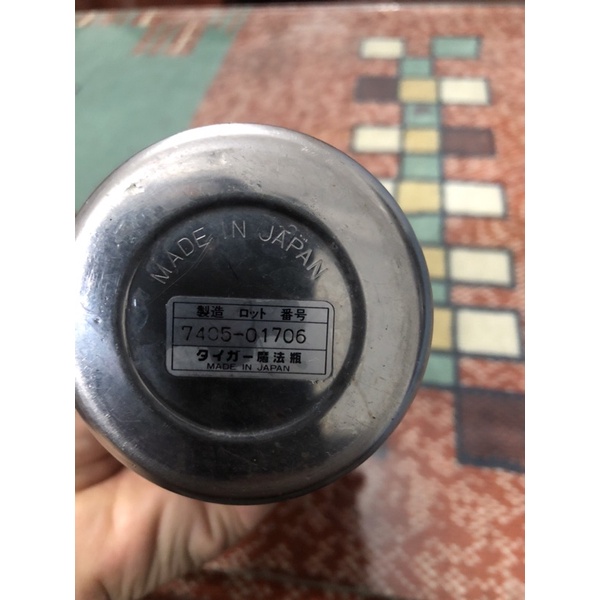 MADE IN JAPAN
製造 ロット 番号
7405-01706
タイガー魔法瓶
MADE IN JAPAN